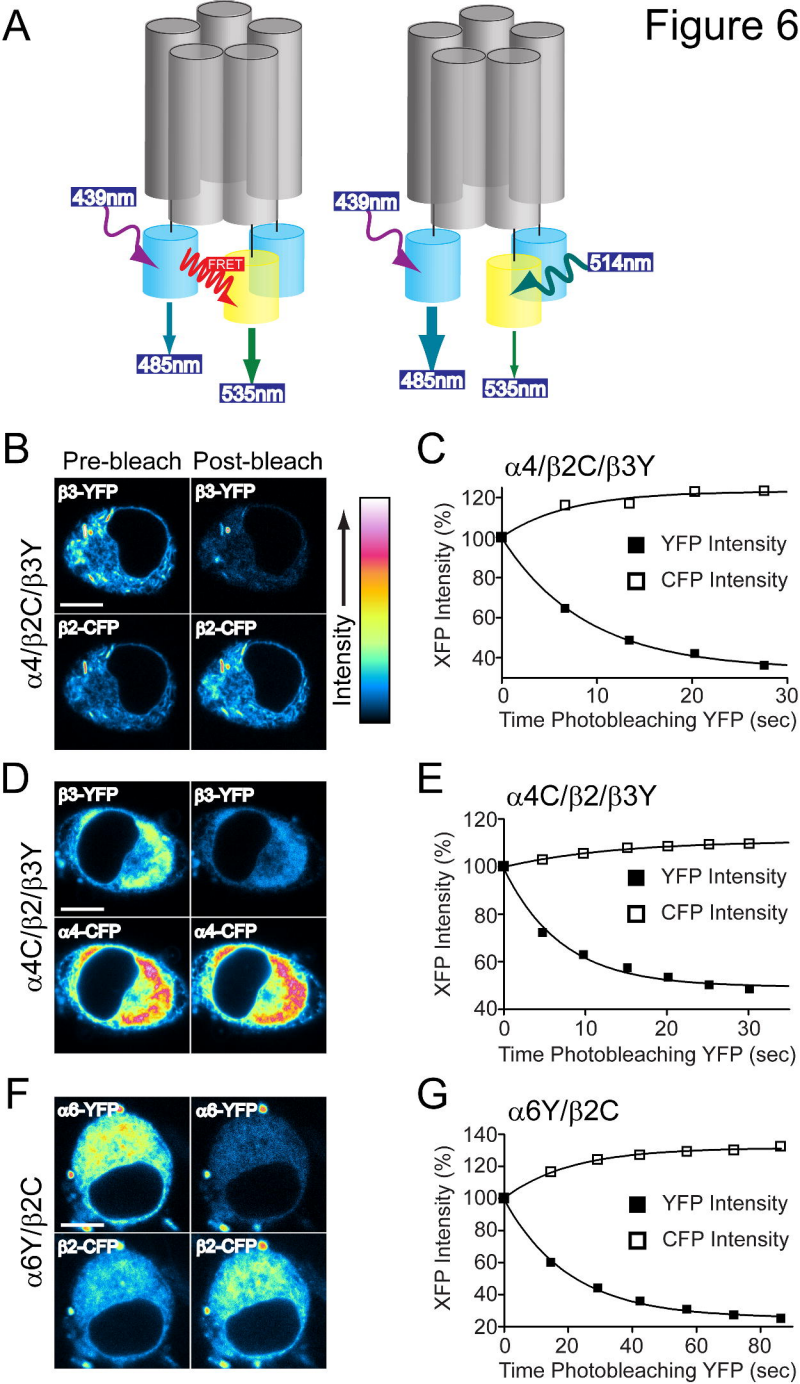 A
Figure 6
439nm
FRET
485nm
535nm
439nm
514nm
485nm
535nm
B
Pre-bleach
Post-bleach
α4/β2C/β3Y
β3-YFP
β3-YFP
β2-CFP
β2-CFP
Intensity
C
α4/β2C/β3Y
XFP Intensity (%)
120
100
80
60
40
YFP Intensity
CFP Intensity
0
10
20
30
Time Photobleaching YFP (sec)
D
α4C/β2/β3Y
β3-YFP
β3-YFP
α4-CFP
α4-CFP
E
α4C/β2/β3Y
XFP Intensity (%)
120
100
80
60
40
YFP Intensity
CFP Intensity
0
10
20
30
Time Photobleaching YFP (sec)
F
α6Y/β2C
α6-YFP
α6-YFP
β2-CFP
β2-CFP
G
α6Y/β2C
XFP Intensity (%)
140
120
100
80
60
40
20
YFP Intensity
CFP Intensity
0
20
40
60
80
Time Photobleaching YFP (sec)